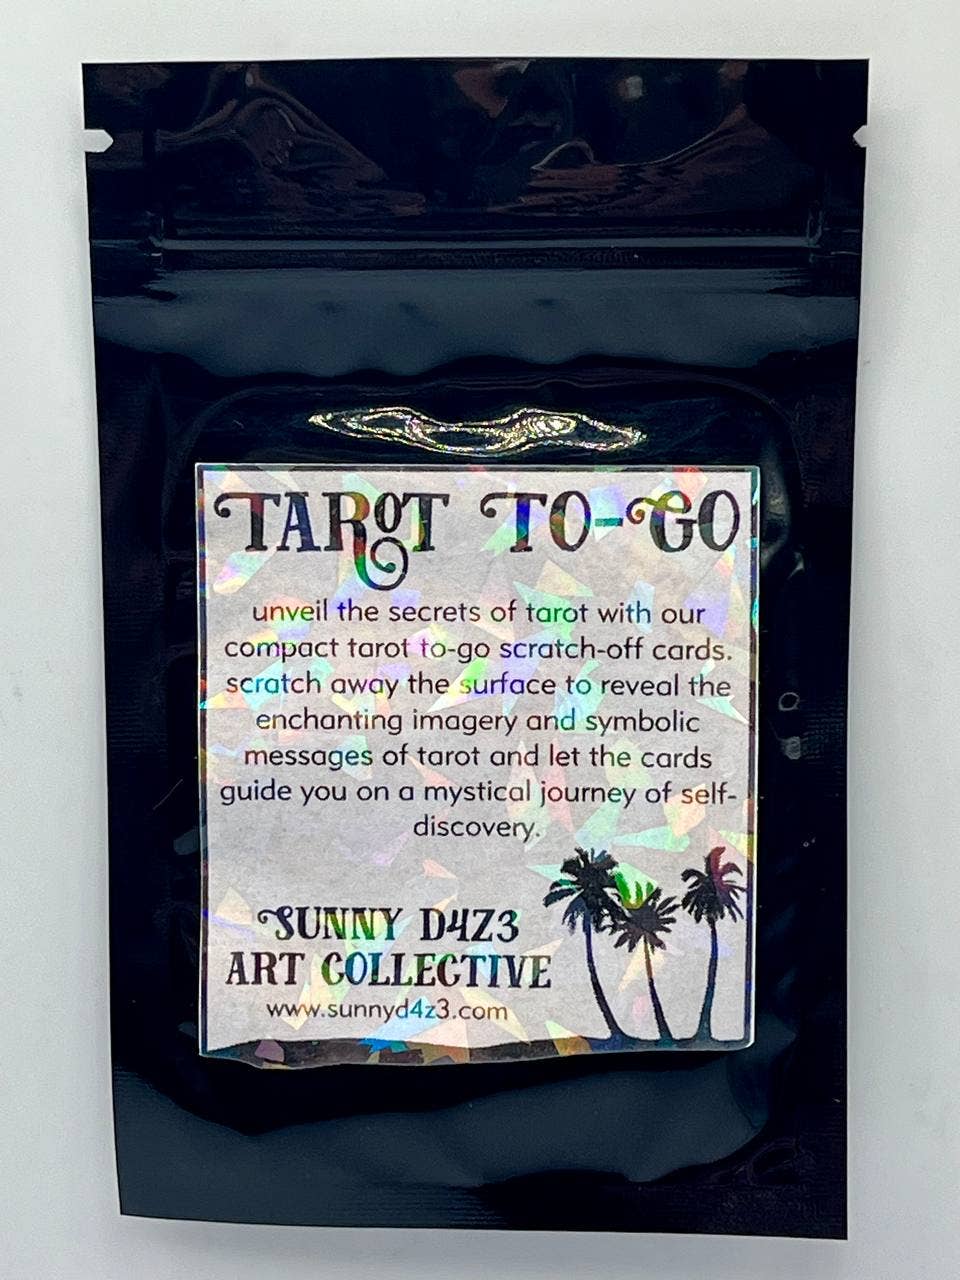 TAROT TO-GO
unveil the secrets of tarot with our
compact tarot to-go scratch-off cards.
scratch away the surface to reveal the
enchanting imagery and symbolic
messages of tarot and let the cards
guide you on a mystical journey of self-
discovery.
SUNNY D4Z3
ART COLLECTIVE
www.sunnyd4z3.com